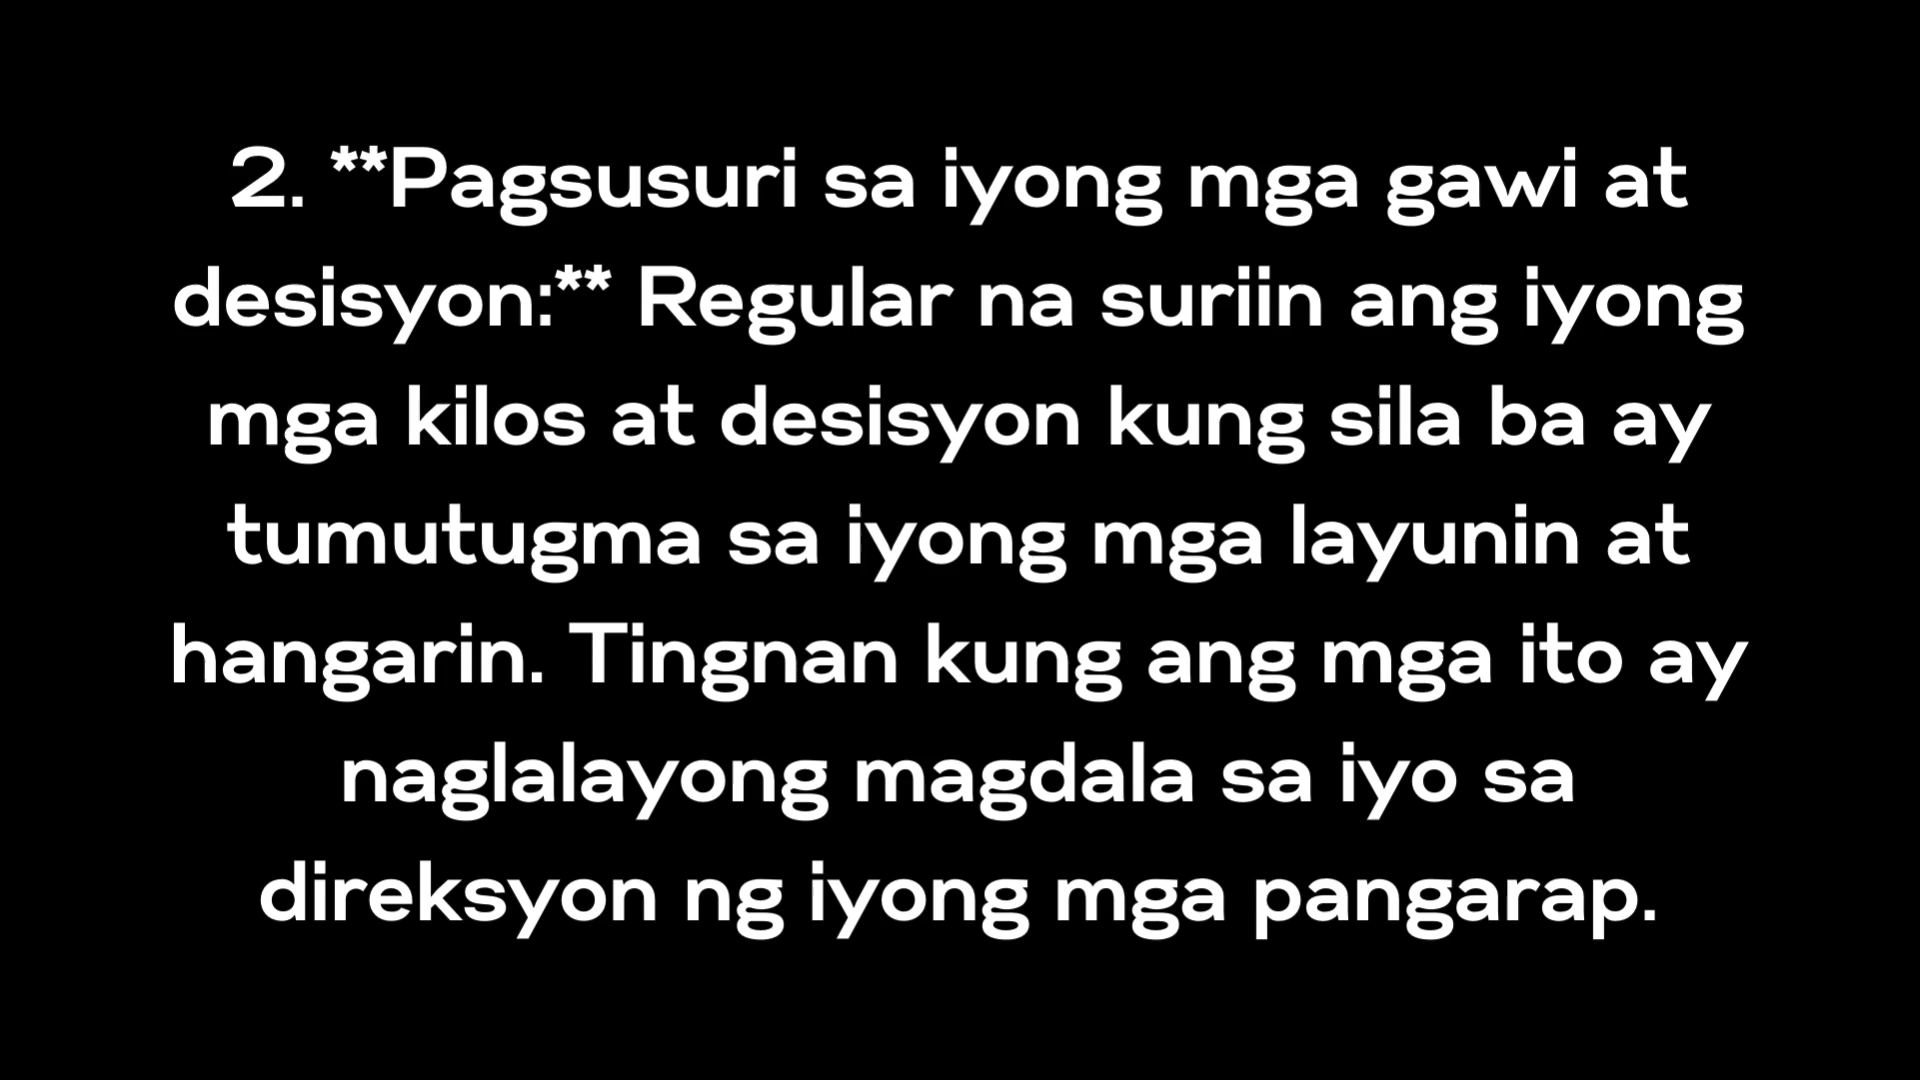 2. **Pagsusuri sa iyong mga gawi at
desisyon:** Regular na suriin ang iyong
mga kilos at desisyon kung sila ba ay
tumutugma sa iyong mga layunin at
hangarin. Tingnan kung ang mga ito ay
naglalayong magdala sa iyo sa
direksyon ng iyong mga pangarap.